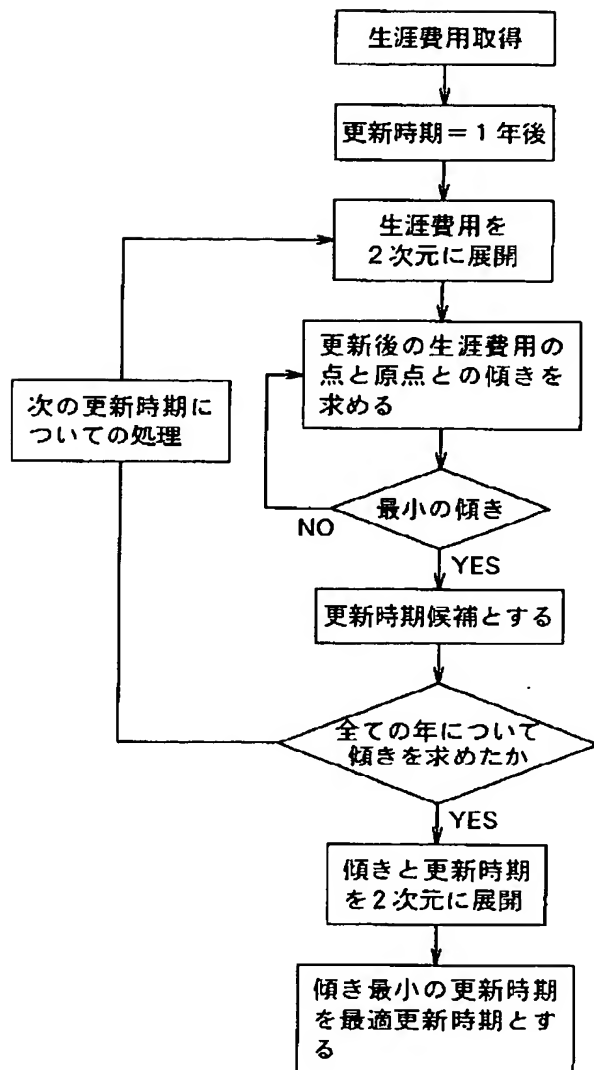 生涯費用取得
更新時期＝1年後
生涯費用を
2次元に展開
更新後の生涯費用の
点と原点との傾きを
求める
次の更新時期に
ついての処理
最小の傾き
NO
YES
更新時期候補とする
全ての年について
傾きを求めたか
YES
傾きと更新時期
を2次元に展開
傾き最小の更新時期
を最適更新時期とす
る